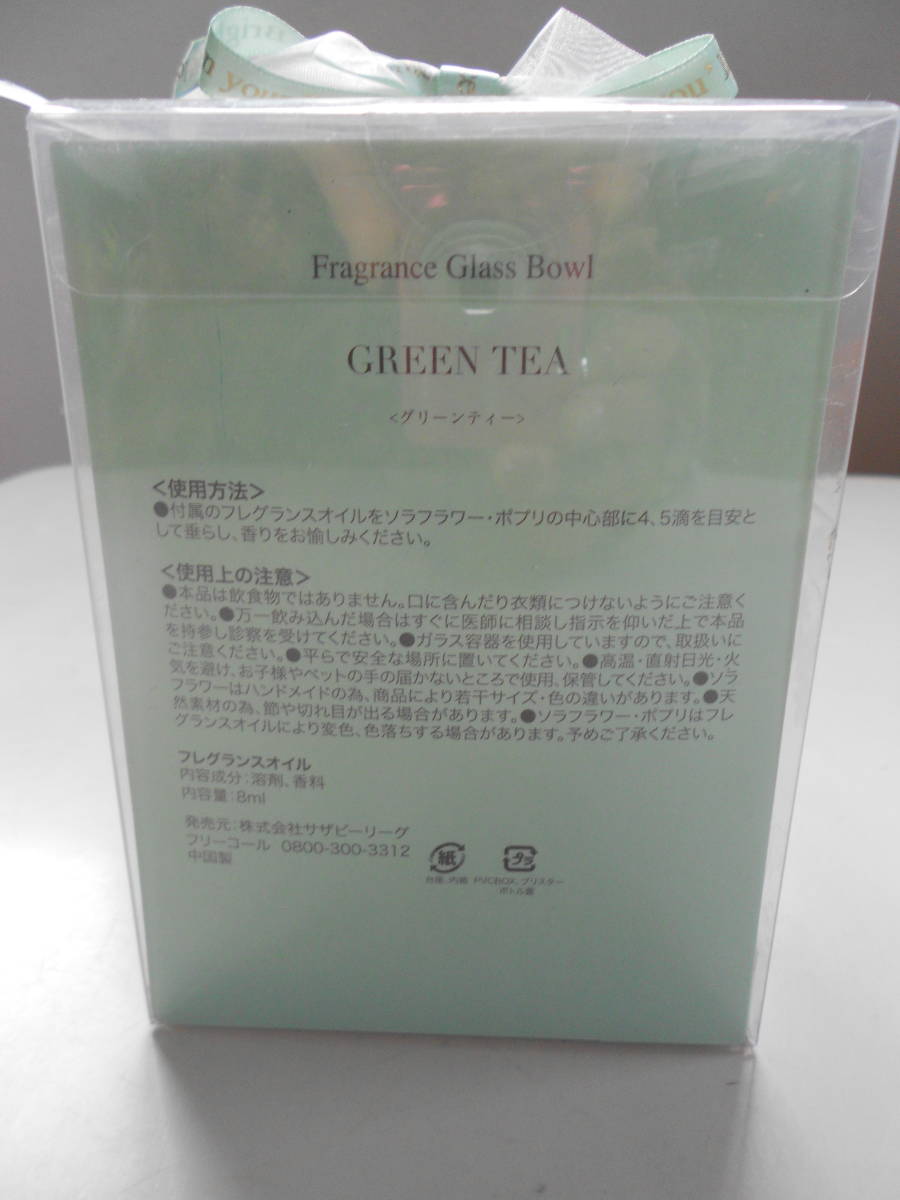 you
you
Fragrance Glass Bowl
GREEN TEA
<グリーンティー>
<使用方法>
●付属のフレグランスオイルをソラフラワー・ポプリの中心部に4、5滴を目安と
して垂らし、香りをお愉しみください。
<使用上の注意>
●本品は飲食物ではありません。口に含んだり衣類につけないようにご注意く
ださい。●万一飲み込んだ場合はすぐに医師に相談し指示を仰いだ上で本品
を持参し診察を受けてください。●ガラス容器を使用していますので、取扱いに
ご注意ください。●平らで安全な場所に置いてください。●高温・直射日光・火
気を避け、お子様やペットの手の届かないところで使用、保管してください。●ソラ
フラワーはハンドメイドの為、商品により若干サイズ・色の違いがあります。●天
然素材の為、節や切れ目が出る場合があります。●ソラフラワー・ポプリはフレ
グランスオイルにより変色、色落ちする場合があります。予めご了承ください。
フレグランスオイル
内容成分:溶剤、香料
内容量:8ml
発売元:株式会社サザビーリーグ
フリーコール 0800-300-3312
中国製
紙 プラ
台座、内箱 PVCBOX、ブリスター
ボトル蓋